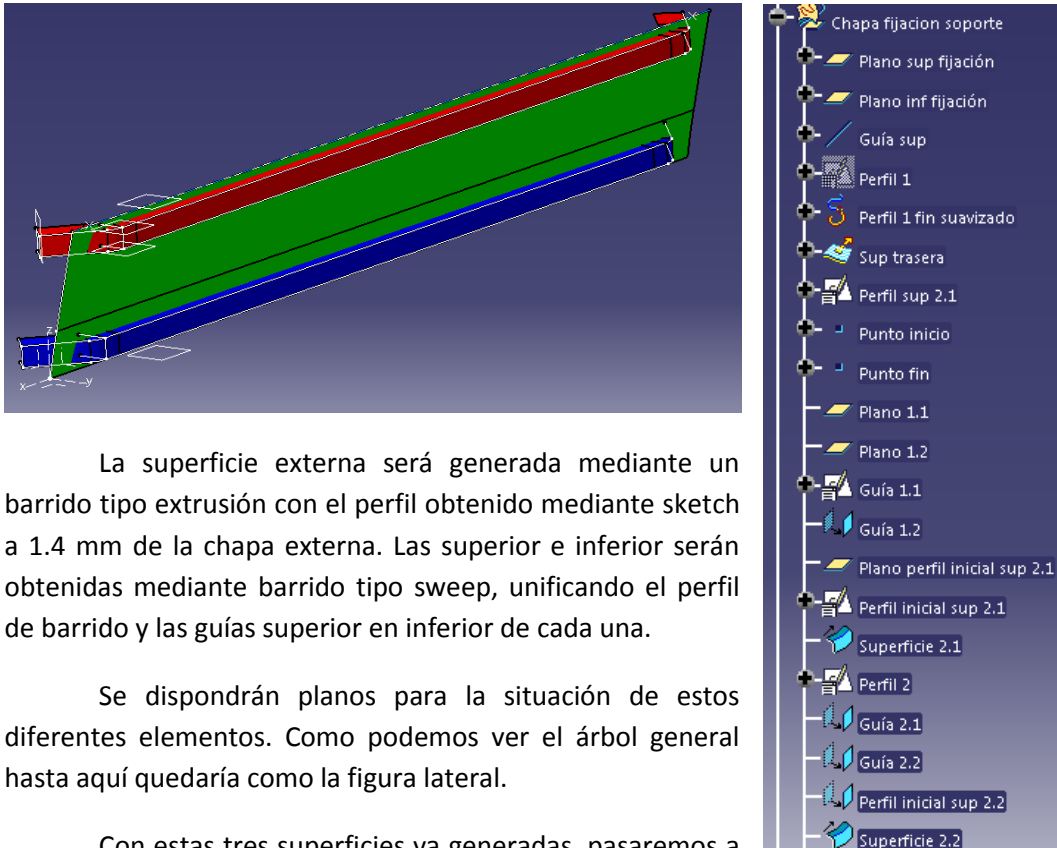 x
z
y
x
La superficie externa será generada mediante un
barrido tipo extrusión con el perfil obtenido mediante sketch
a 1.4 mm de la chapa externa. Las superior e inferior serán
obtenidas mediante barrido tipo sweep, unificando el perfil
de barrido y las guías superior en inferior de cada una.
Se dispondrán planos para la situación de estos
diferentes elementos. Como podemos ver el árbol general
hasta aquí quedaría como la figura lateral.
Con estas tres superficies ya generadas, pasaremos a
Chapa fijacion soporte
Plano sup fijación
Plano inf fijación
Guía sup
Perfil 1
Perfil 1 fin suavizado
Sup trasera
Perfil sup 2.1
Punto inicio
Punto fin
Plano 1.1
Plano 1.2
Guía 1.1
Guía 1.2
Plano perfil inicial sup 2.1
Perfil inicial sup 2.1
Superficie 2.1
Perfil 2
Guía 2.1
Guía 2.2
Perfil inicial sup 2.2
Superficie 2.2